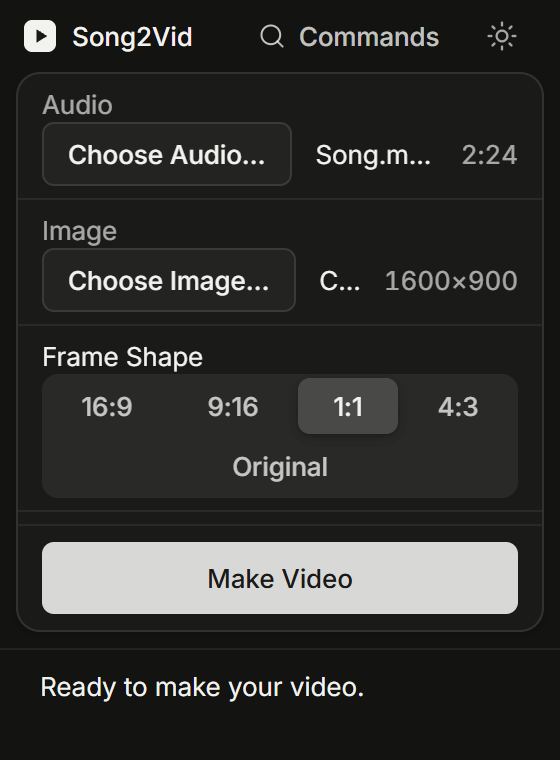 Song2Vid Commands
Audio
Choose Audio... Song.m... 2:24
Image
Choose Image... C... 1600×900
Frame Shape
16:9 9:16 1:1 4:3
Original
Make Video
Ready to make your video.